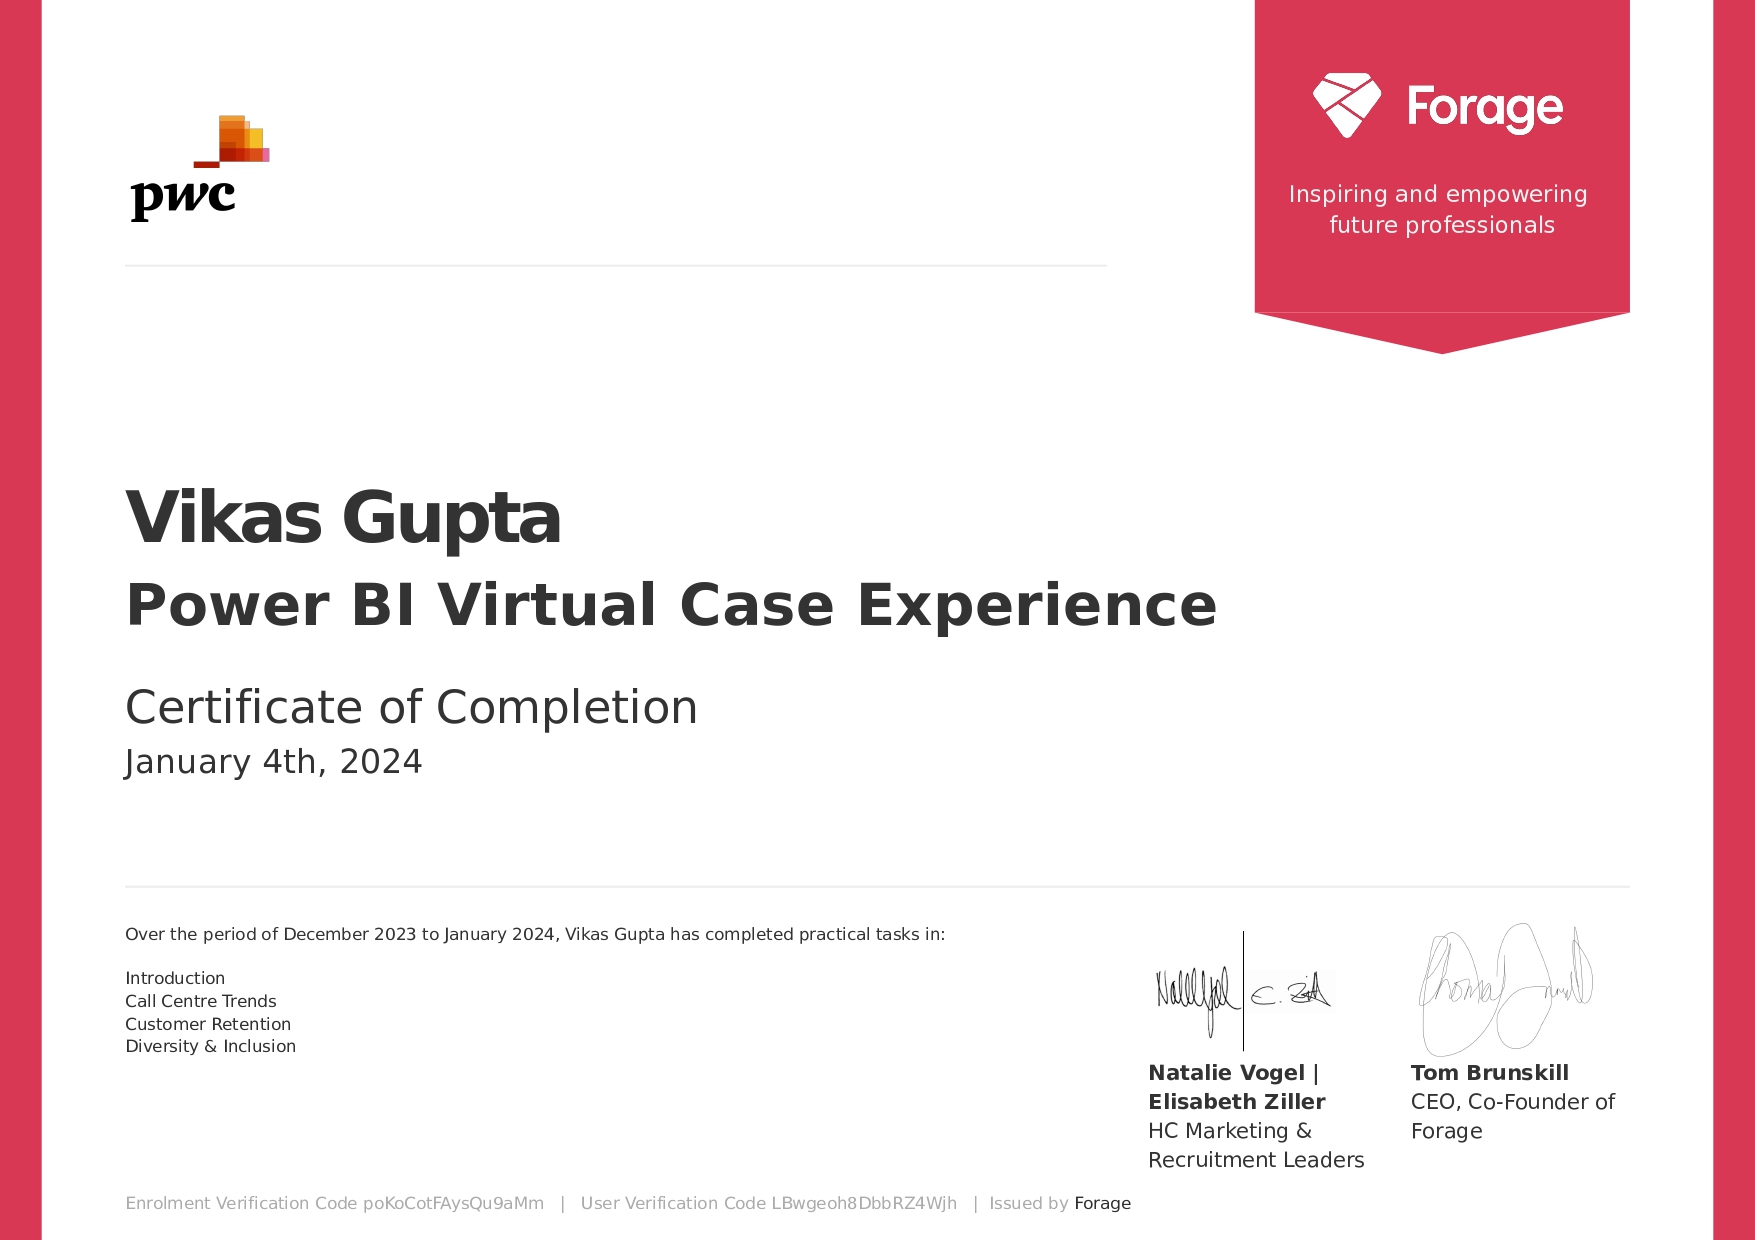 pwc
Forage
Inspiring and empowering
future professionals
Vikas Gupta
Power BI Virtual Case Experience
Certificate of Completion
January 4th, 2024
Over the period of December 2023 to January 2024, Vikas Gupta has completed practical tasks in:
Introduction
Call Centre Trends
Customer Retention
Diversity & Inclusion
Natalie Vogel |
Elisabeth Ziller
HC Marketing &
Recruitment Leaders
Tom Brunskill
CEO, Co-Founder of
Forage
Enrolment Verification Code poKoCotFAysQu9aMm | User Verification Code LBwgeoh8DbbRZ4Wjh | Issued by Forage